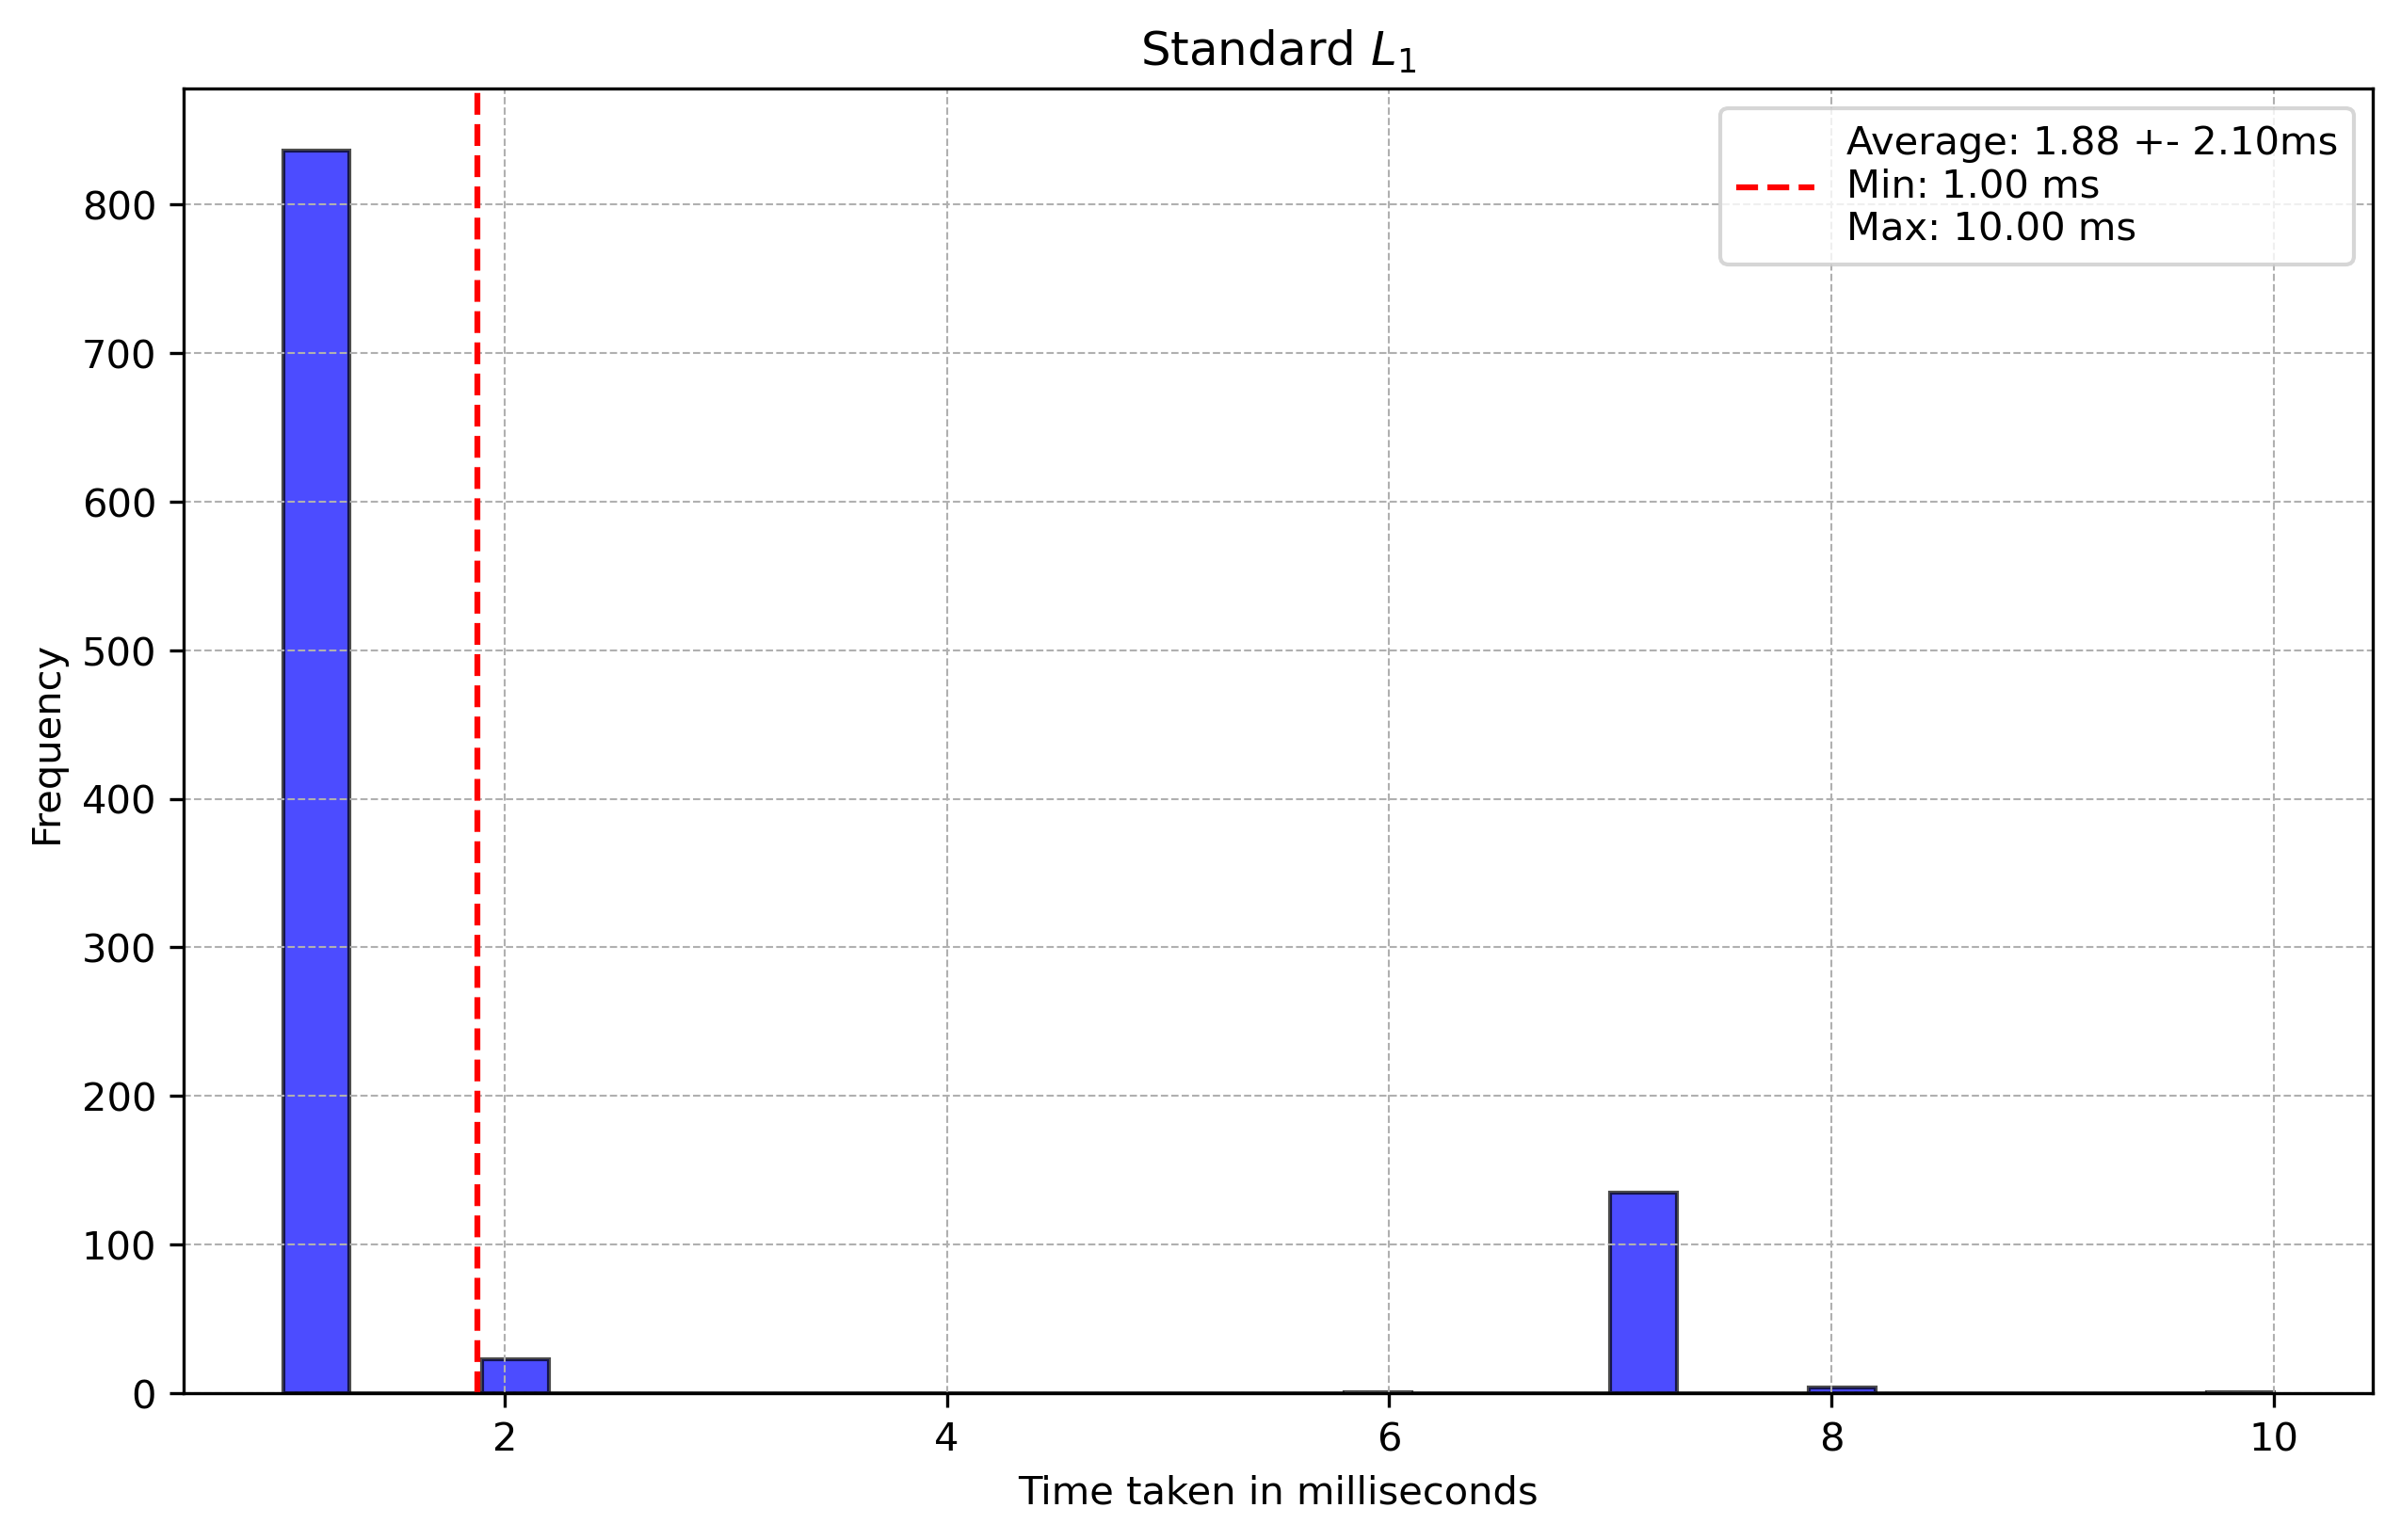 Standard L₁
Average: 1.88 +- 2.10ms
Min: 1.00 ms
Max: 10.00 ms
800
700
600
500
400
300
200
100
0
Frequency
2 4 6 8 10
Time taken in milliseconds